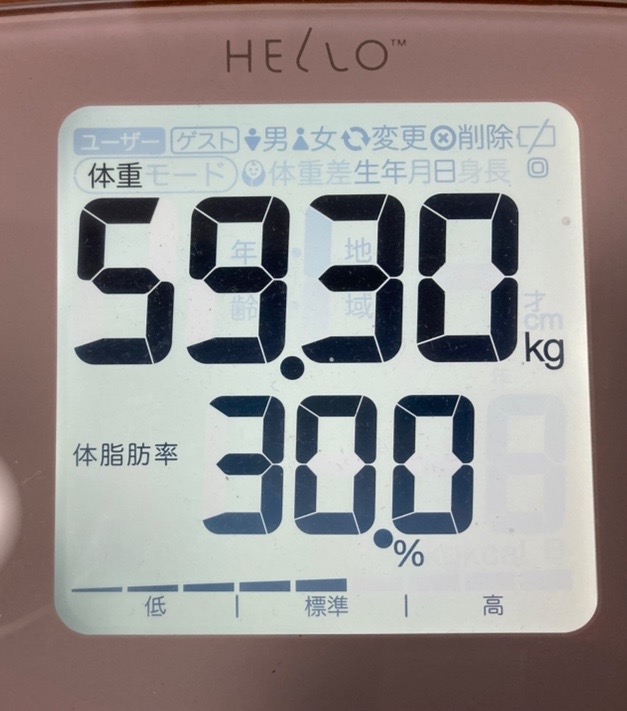 HELLO™
ユーザー ゲスト 男 女 変更 削除
体重モード 体重差 生年月日 身長
年 地
59.30 kg
齢 域 才
cm
体脂肪率 30.0 %
低 | 標準 | 高